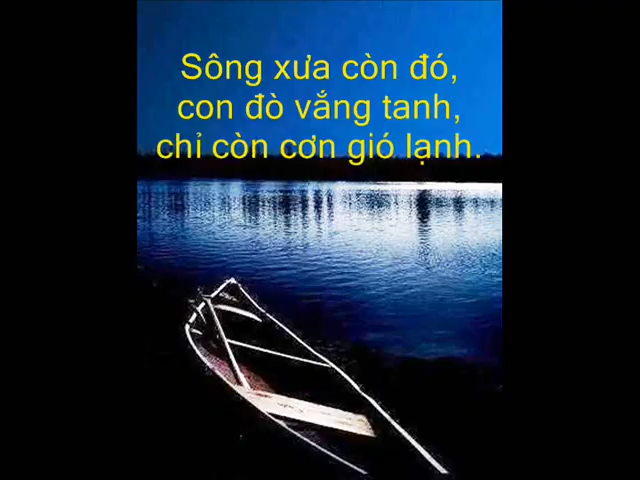 Sông xưa còn đó,
con đò vắng tanh,
chỉ còn cơn gió lạnh.